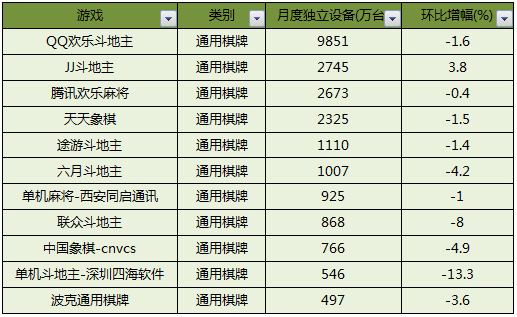 游戏 类别 月度独立设备(万台 环比增幅(%)
QQ欢乐斗地主 通用棋牌 9851 -1.6
JJ斗地主 通用棋牌 2745 3.8
腾讯欢乐麻将 通用棋牌 2673 -0.4
天天象棋 通用棋牌 2325 -1.5
途游斗地主 通用棋牌 1110 -1.4
六月斗地主 通用棋牌 1007 -4.2
单机麻将-西安同启通讯 通用棋牌 925 -1
联众斗地主 通用棋牌 868 -8
中国象棋-cnvcs 通用棋牌 766 -4.9
单机斗地主-深圳四海软件 通用棋牌 546 -13.3
波克通用棋牌 通用棋牌 497 -3.6